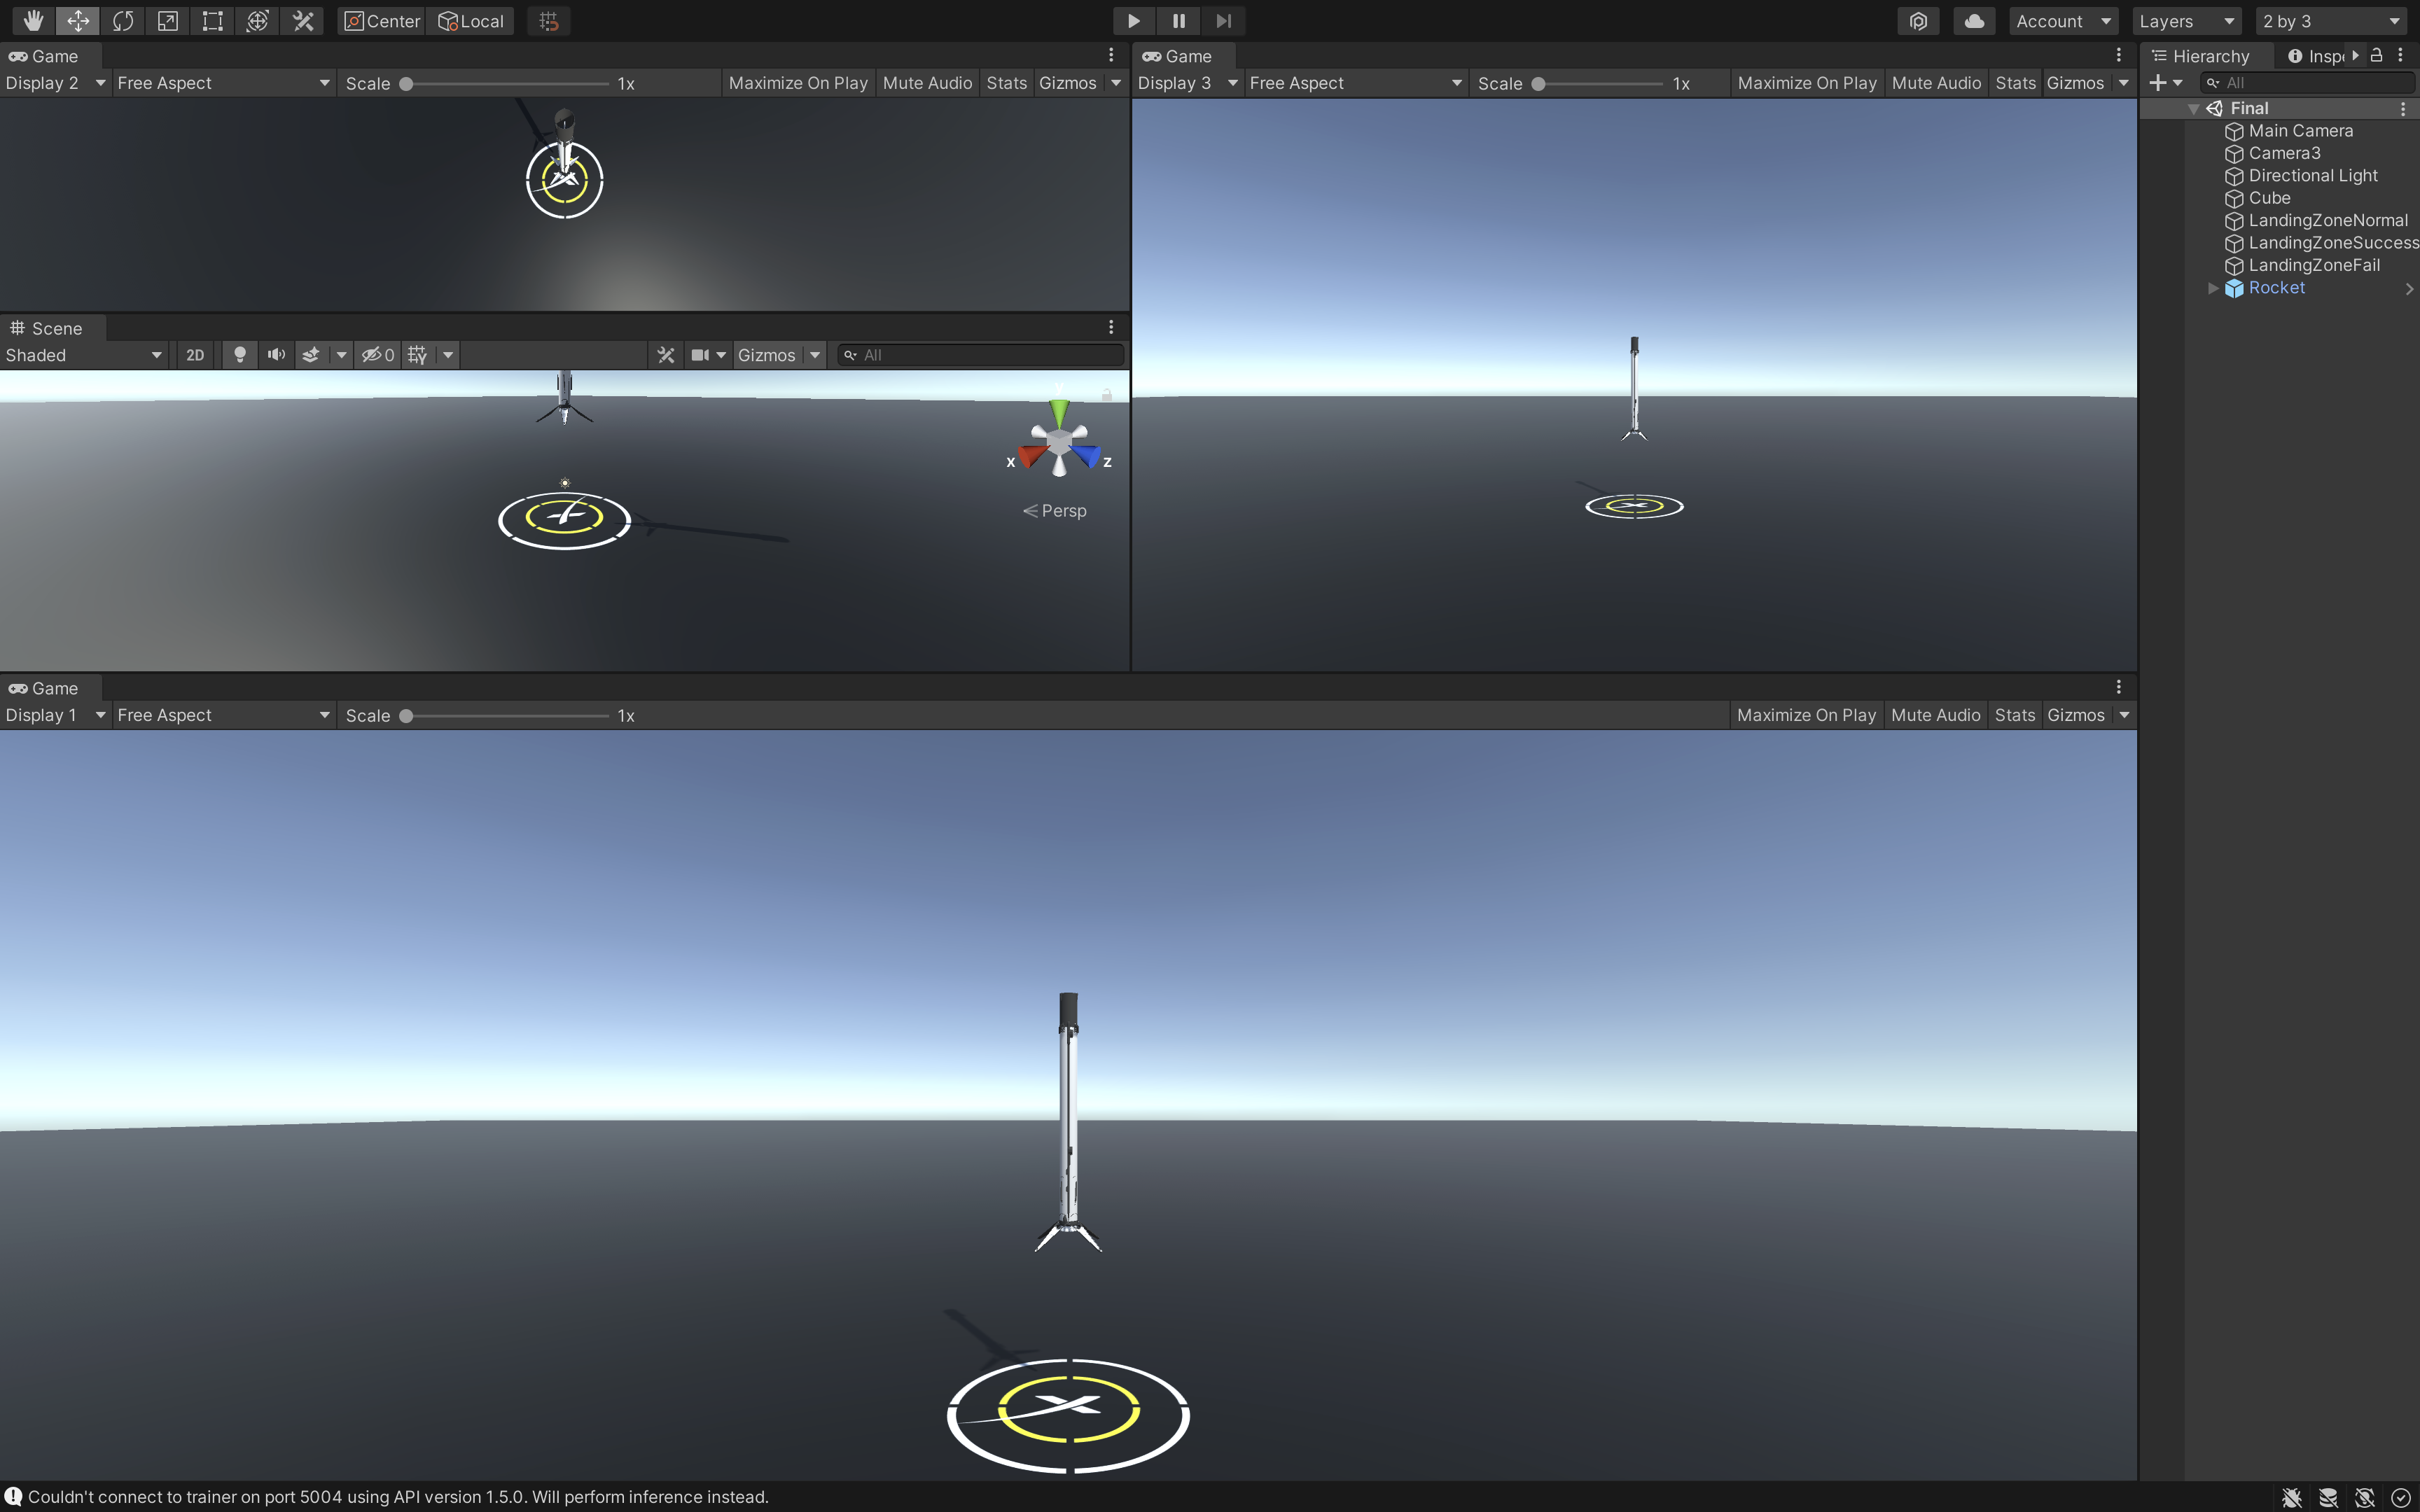 Center Local Account Layers 2 by 3
Game
Display 2 Free Aspect Scale 1x Maximize On Play Mute Audio Stats Gizmos
Game
Display 3 Free Aspect Scale 1x Maximize On Play Mute Audio Stats Gizmos
Hierarchy Inspe
All
Final
Main Camera
Camera3
Directional Light
Cube
LandingZoneNormal
LandingZoneSuccess
LandingZoneFail
Rocket
Scene
Shaded 2D 0 Gizmos All
y
x z
Persp
Game
Display 1 Free Aspect Scale 1x Maximize On Play Mute Audio Stats Gizmos
Couldn't connect to trainer on port 5004 using API version 1.5.0. Will perform inference instead.